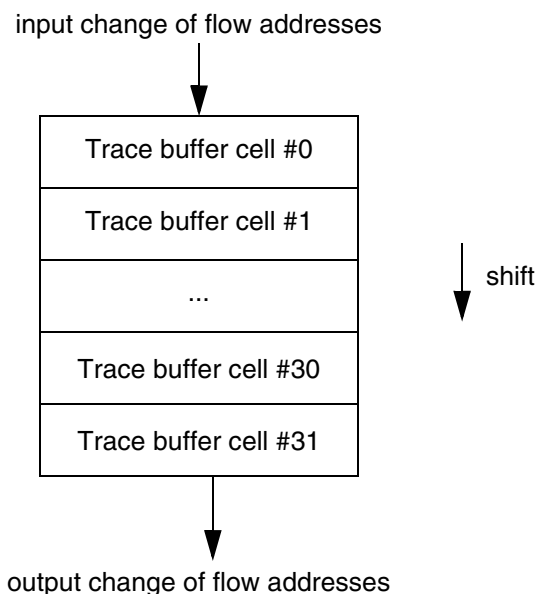 input change of flow addresses
Trace buffer cell #0
Trace buffer cell #1
...
shift
Trace buffer cell #30
Trace buffer cell #31
output change of flow addresses